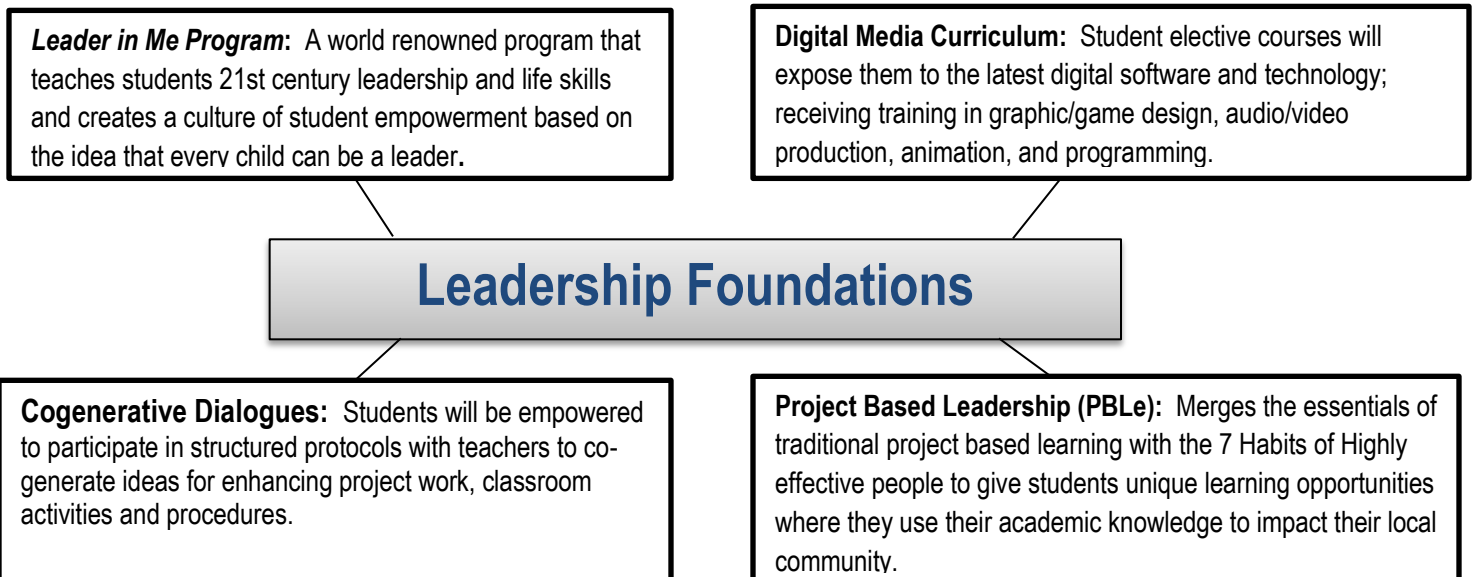 Leader in Me Program:  A world renowned program that
teaches students 21st century leadership and life skills
and creates a culture of student empowerment based on
the idea that every child can be a leader.
Digital Media Curriculum:  Student elective courses will
expose them to the latest digital software and technology;
receiving training in graphic/game design, audio/video
production, animation, and programming.
Leadership Foundations
Cogenerative Dialogues:  Students will be empowered
to participate in structured protocols with teachers to co-
generate ideas for enhancing project work, classroom
activities and procedures.
Project Based Leadership (PBLe):  Merges the essentials of
traditional project based learning with the 7 Habits of Highly
effective people to give students unique learning opportunities
where they use their academic knowledge to impact their local
community.